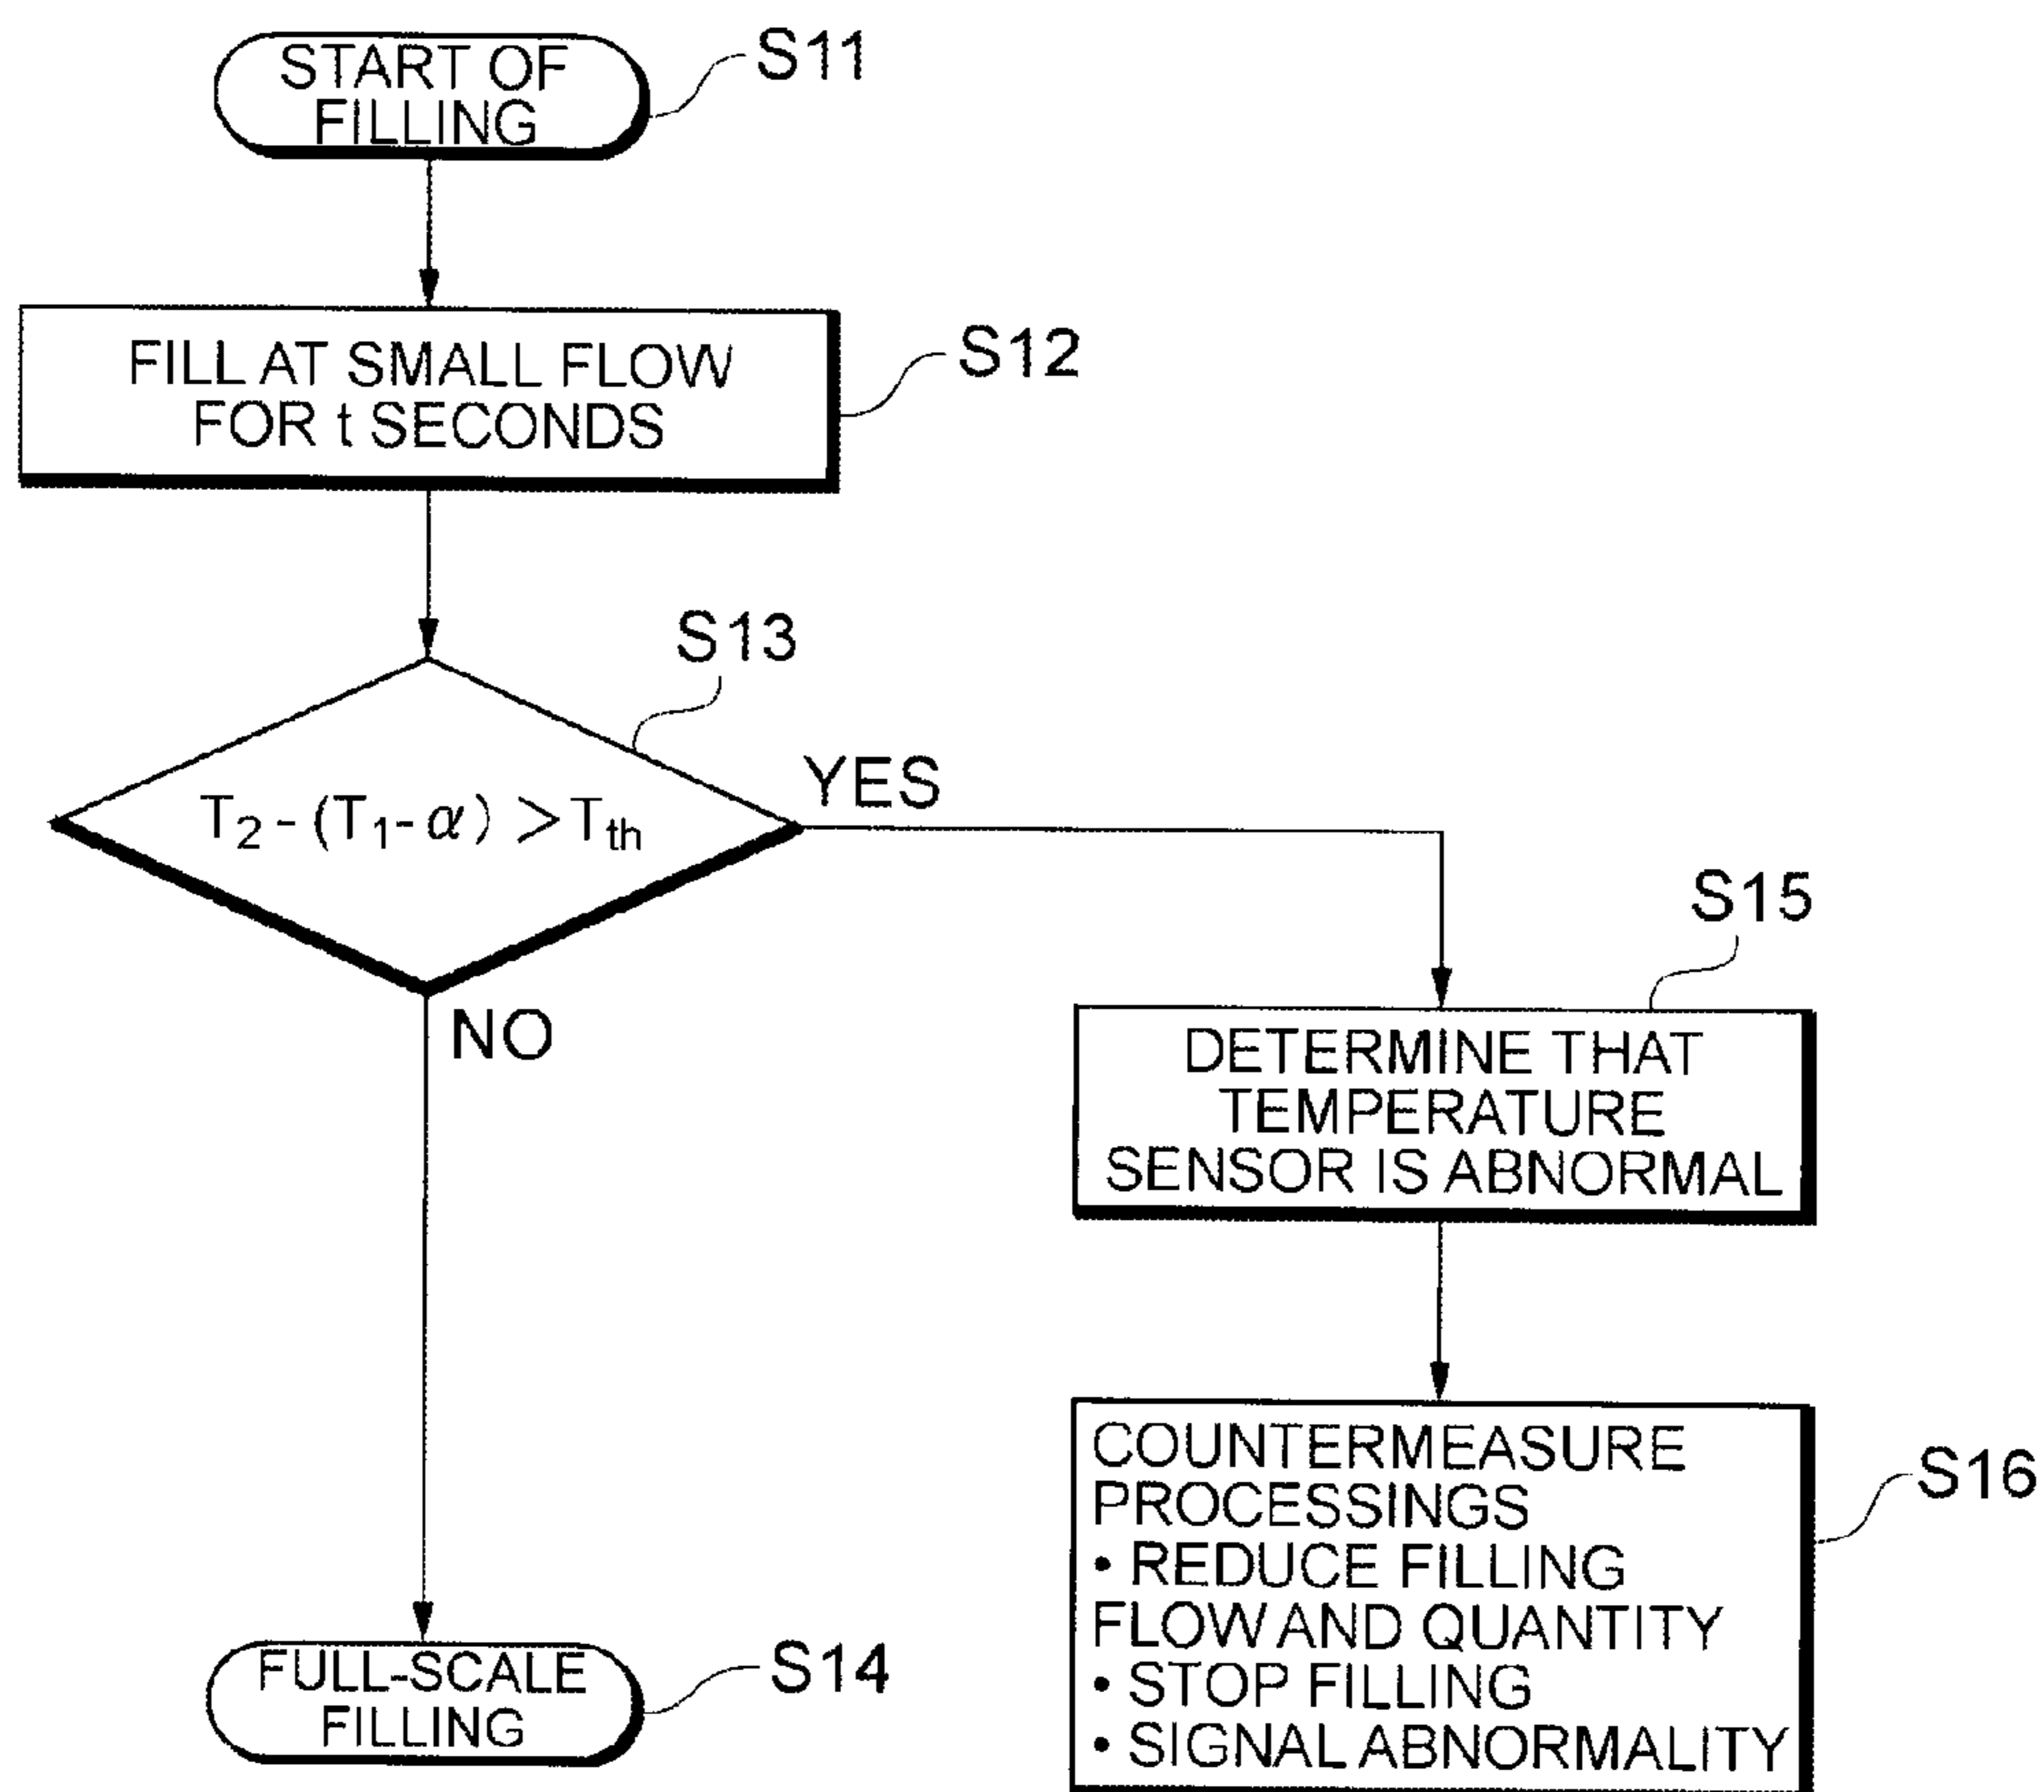 START OF
FILLING
S11
FILL AT SMALL FLOW
FOR t SECONDS
S12
S13
T₂ - (T₁-α) > Tₜₕ
YES
NO
S15
DETERMINE THAT
TEMPERATURE
SENSOR IS ABNORMAL
COUNTERMEASURE
PROCESSINGS
• REDUCE FILLING
FLOW AND QUANTITY
• STOP FILLING
• SIGNAL ABNORMALITY
S16
FULL-SCALE
FILLING
S14